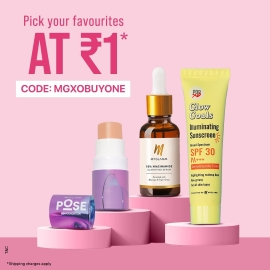 Pick your favourites
AT ₹1*
CODE: MGXOBUYONE
POSE
M
10% NIACINAMIDE
Glow
Goals
Illuminating
Sunscreen
SPF 30
PA+++
*Shipping charges apply